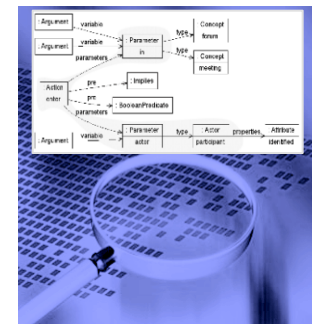 : Argument
variable
: Parameter
in
type
: Concept
forum
: Argument
variable
parameters
type
: Concept
meeting
: Action
enter
pre
: Implies
pre
: BooleanPredicate
parameters
: Argument
variable
: Parameter
actor
type
: Actor
participant
properties
Attribute
identified